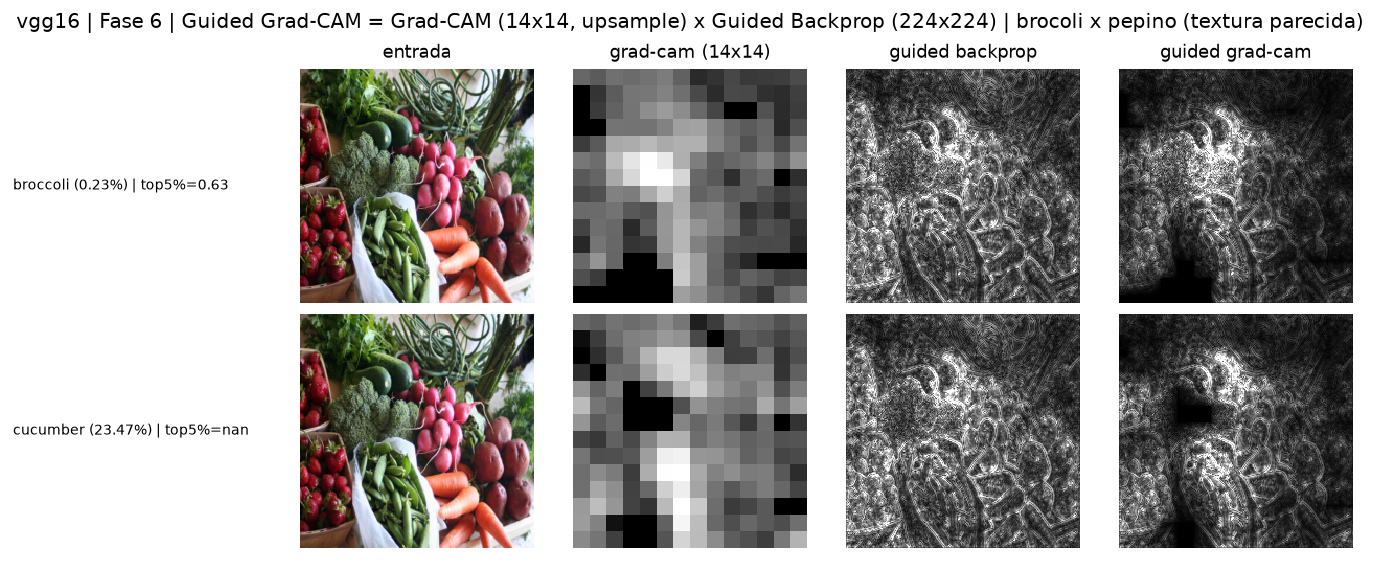 vgg16 | Fase 6 | Guided Grad-CAM = Grad-CAM (14x14, upsample) x Guided Backprop (224x224) | brocoli x pepino (textura parecida)
entrada
grad-cam (14x14)
guided backprop
guided grad-cam
broccoli (0.23%) | top5%=0.63
cucumber (23.47%) | top5%=nan